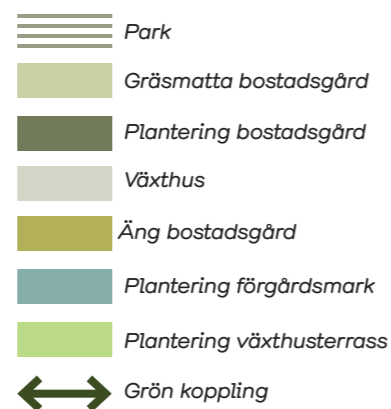 Park
Gräsmatta bostadsgård
Plantering bostadsgård
Växthus
Äng bostadsgård
Plantering förgårdsmark
Plantering växthusterrass
Grön koppling